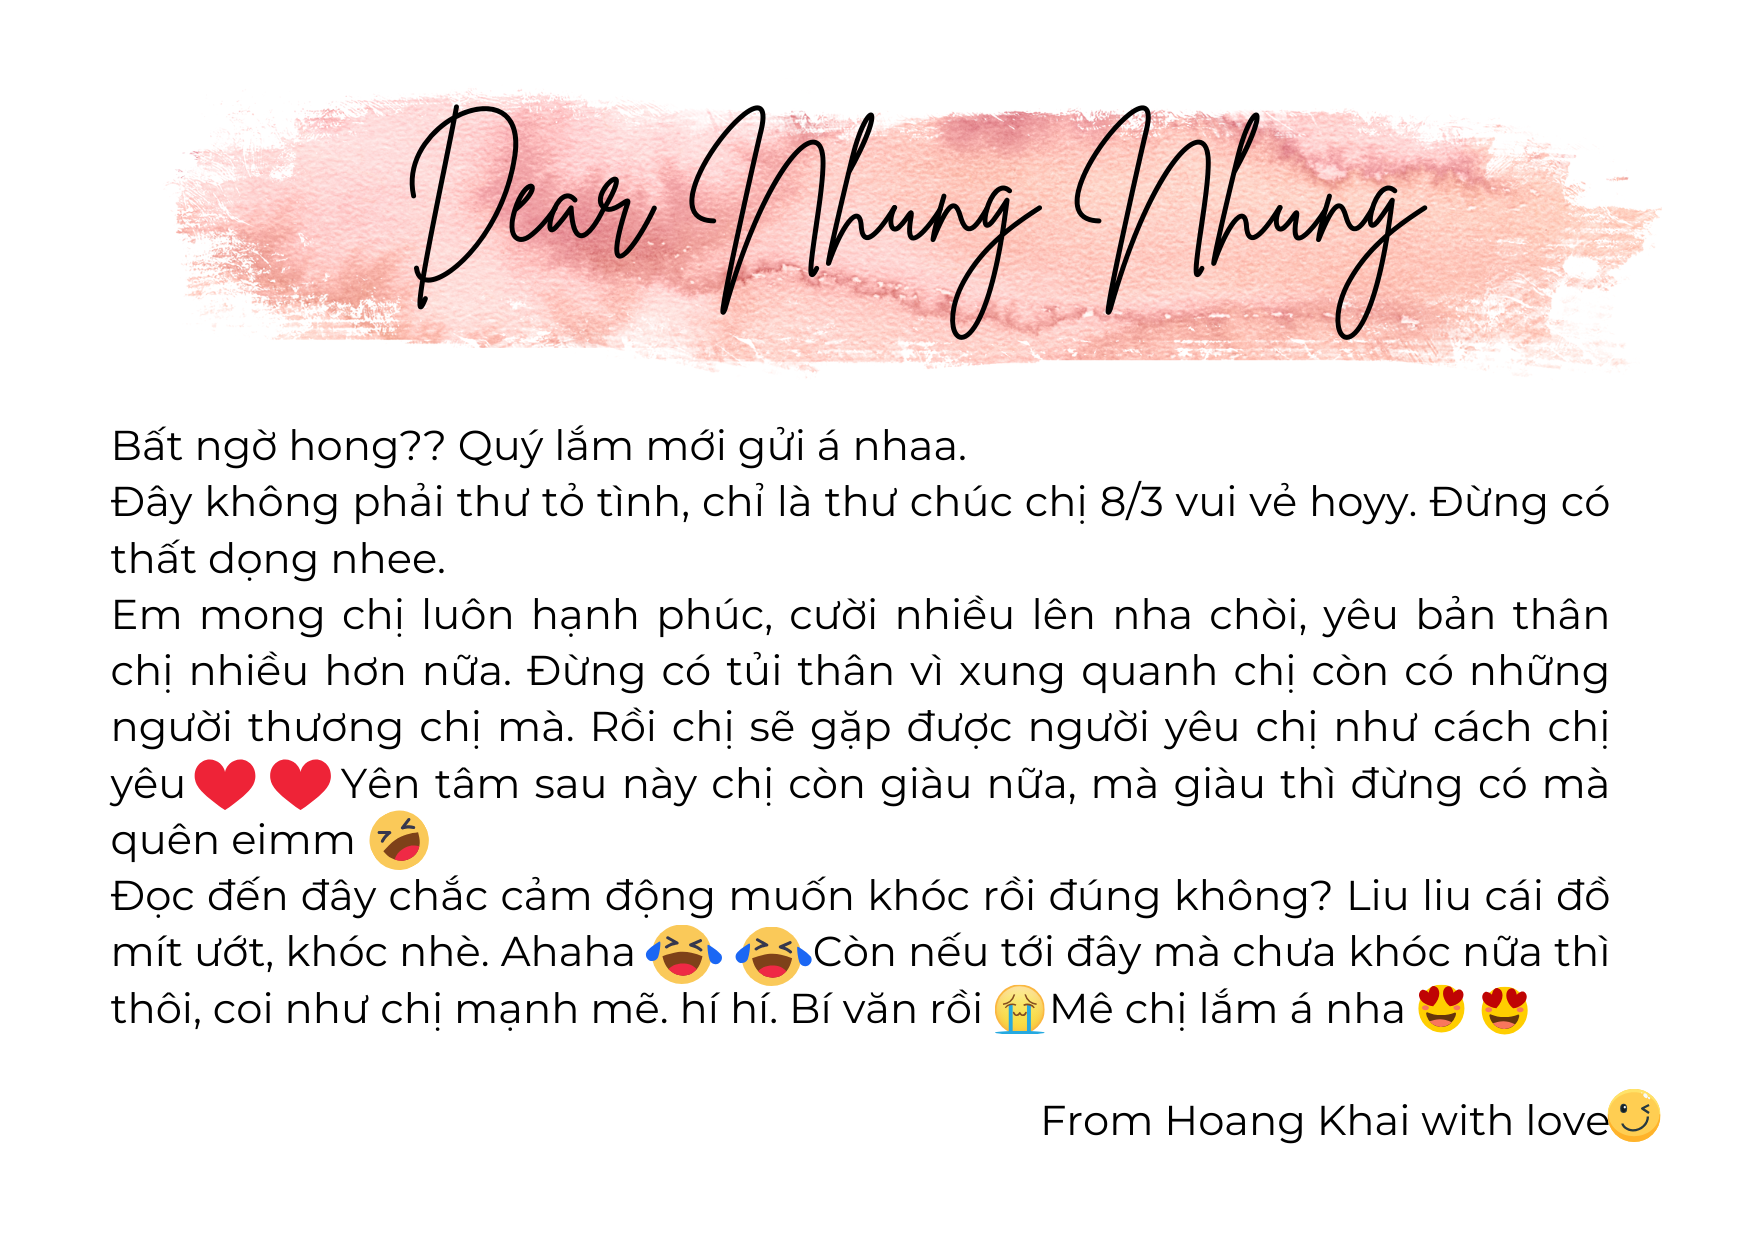 Dear Nhung Nhung
Bất ngờ hong?? Quý lắm mới gửi á nhaa.
Đây không phải thư tỏ tình, chỉ là thư chúc chị 8/3 vui vẻ hoyy. Đừng có
thất dọng nhee.
Em mong chị luôn hạnh phúc, cười nhiều lên nha chòi, yêu bản thân
chị nhiều hơn nữa. Đừng có tủi thân vì xung quanh chị còn có những
người thương chị mà. Rồi chị sẽ gặp được người yêu chị như cách chị
yêu ❤️ ❤️ Yên tâm sau này chị còn giàu nữa, mà giàu thì đừng có mà
quên eimm 🤣
Đọc đến đây chắc cảm động muốn khóc rồi đúng không? Liu liu cái đồ
mít ướt, khóc nhè. Ahaha 😂 😂 Còn nếu tới đây mà chưa khóc nữa thì
thôi, coi như chị mạnh mẽ. hí hí. Bí văn rồi 😭 Mê chị lắm á nha 😍 😍
From Hoang Khai with love 😉